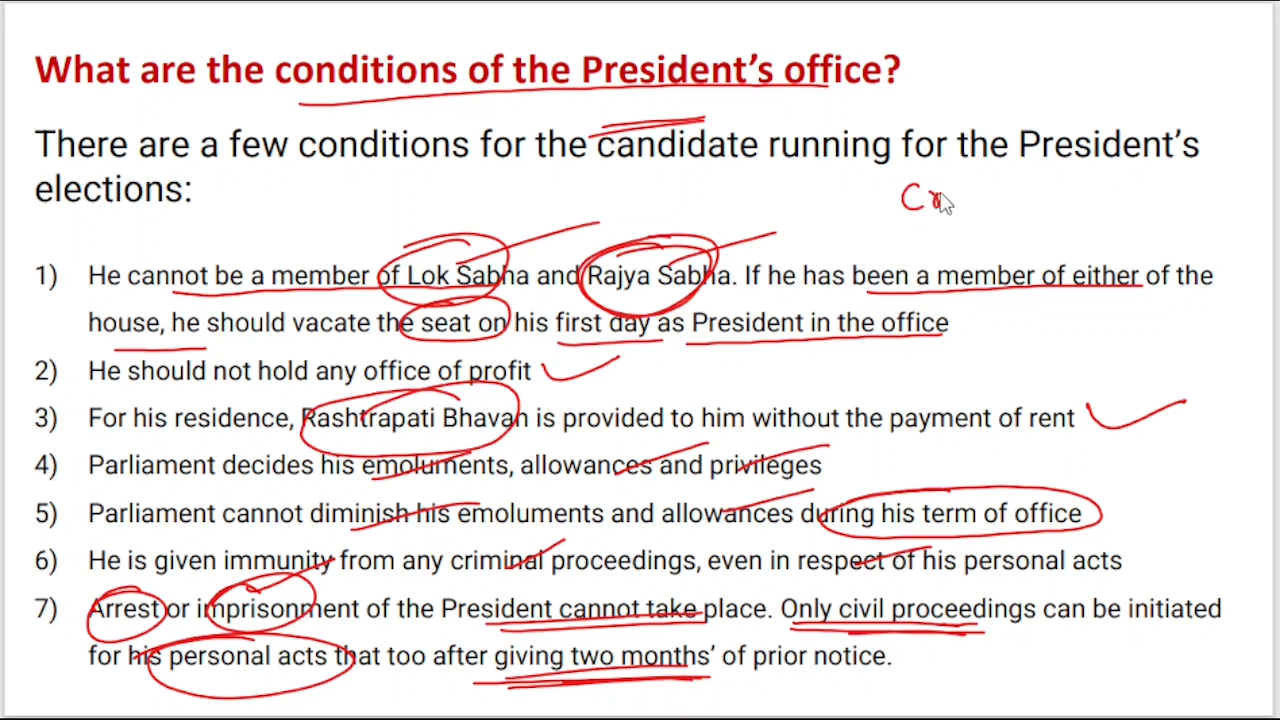 What are the conditions of the President's office?
There are a few conditions for the candidate running for the President's
elections:
1) He cannot be a member of Lok Sabha and Rajya Sabha. If he has been a member of either of the
house, he should vacate the seat on his first day as President in the office
2) He should not hold any office of profit
3) For his residence, Rashtrapati Bhavan is provided to him without the payment of rent
4) Parliament decides his emoluments, allowances and privileges
5) Parliament cannot diminish his emoluments and allowances during his term of office
6) He is given immunity from any criminal proceedings, even in respect of his personal acts
7) Arrest or imprisonment of the President cannot take place. Only civil proceedings can be initiated
for his personal acts that too after giving two months' of prior notice.